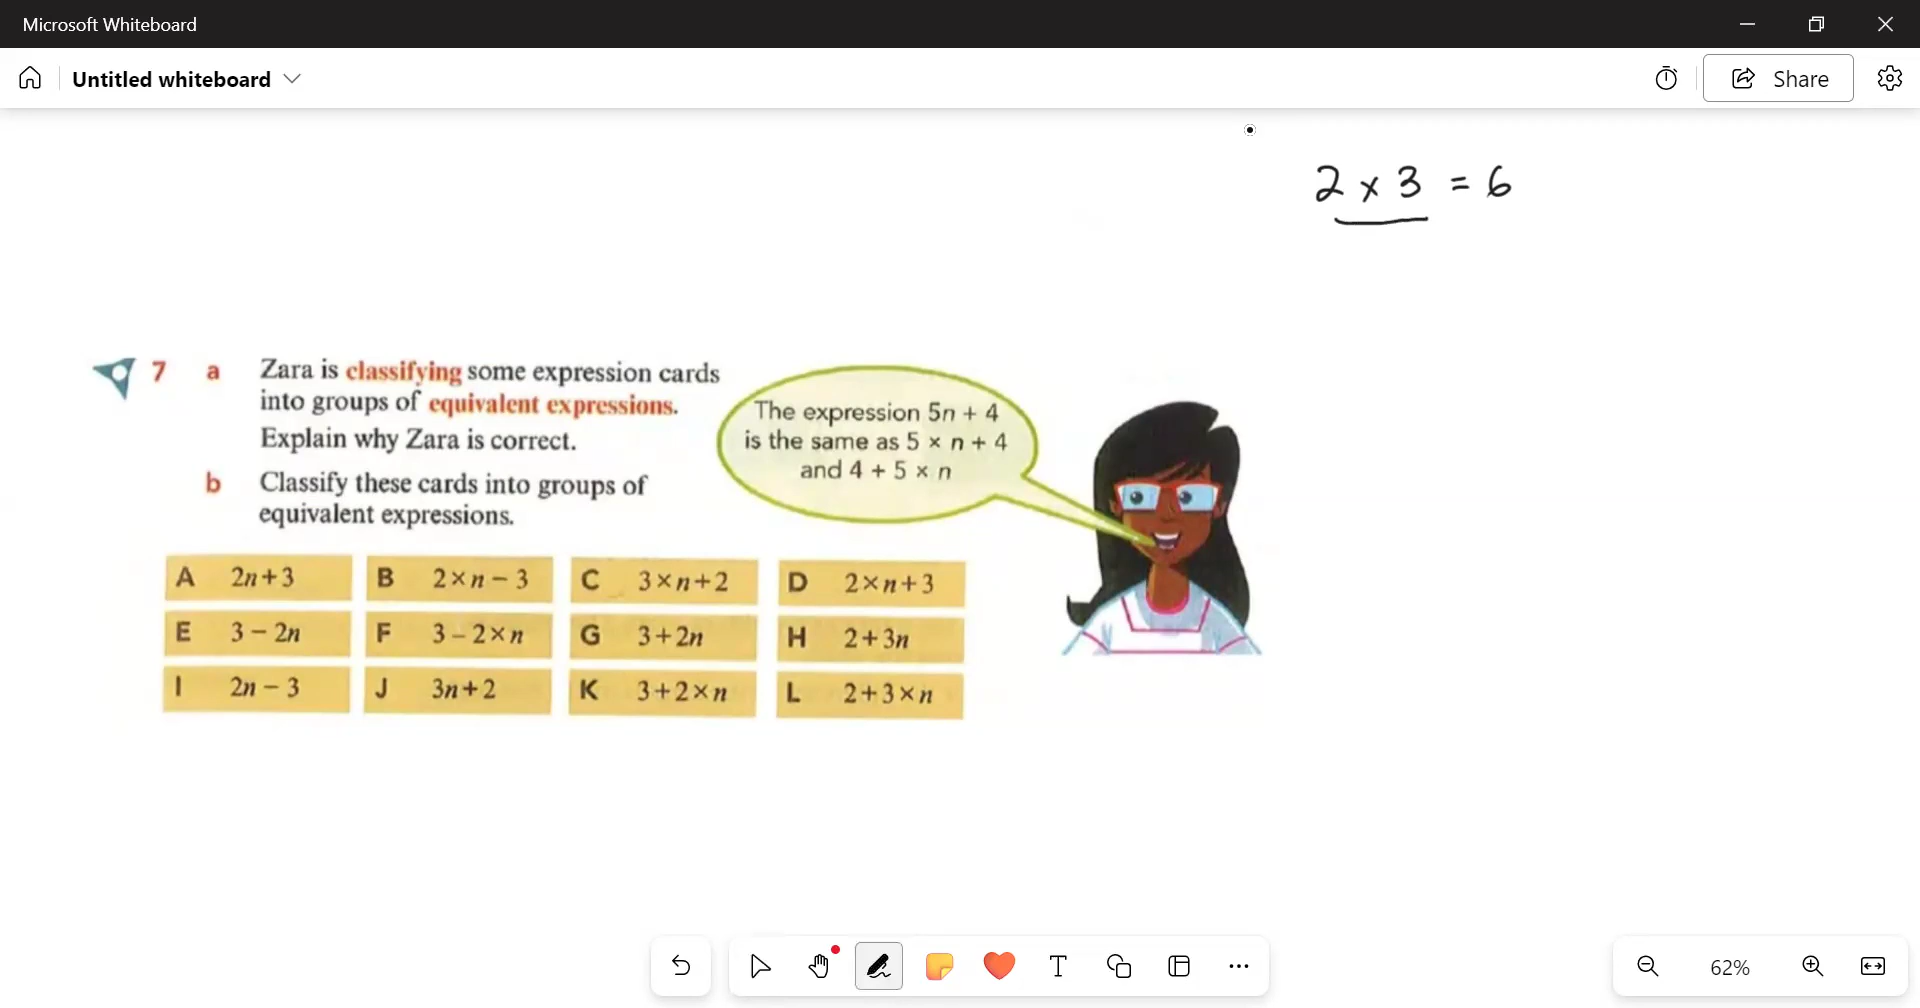 Microsoft Whiteboard
Untitled whiteboard
Share
2 × 3 = 6
7 a Zara is classifying some expression cards
into groups of equivalent expressions.
Explain why Zara is correct.
The expression 5n + 4
is the same as 5 × n + 4
and 4 + 5 × n
b Classify these cards into groups of
equivalent expressions.
A 2n + 3 B 2 × n − 3 C 3 × n + 2 D 2 × n + 3
E 3 − 2n F 3 − 2 × n G 3 + 2n H 2 + 3n
I 2n − 3 J 3n + 2 K 3 + 2 × n L 2 + 3 × n
62%